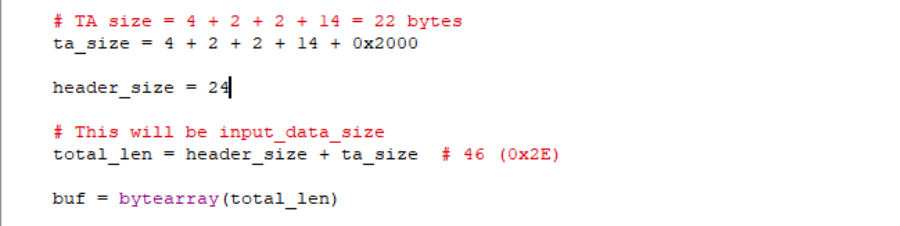 # TA size = 4 + 2 + 2 + 14 = 22 bytes
ta_size = 4 + 2 + 2 + 14 + 0x2000
header_size = 24
# This will be input_data_size
total_len = header_size + ta_size  # 46 (0x2E)
buf = bytearray(total_len)